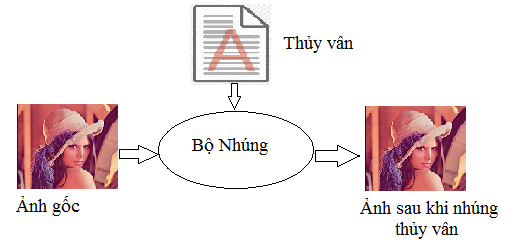 Thủy vân
Bộ Nhúng
Ảnh gốc
Ảnh sau khi nhúng
thủy vân